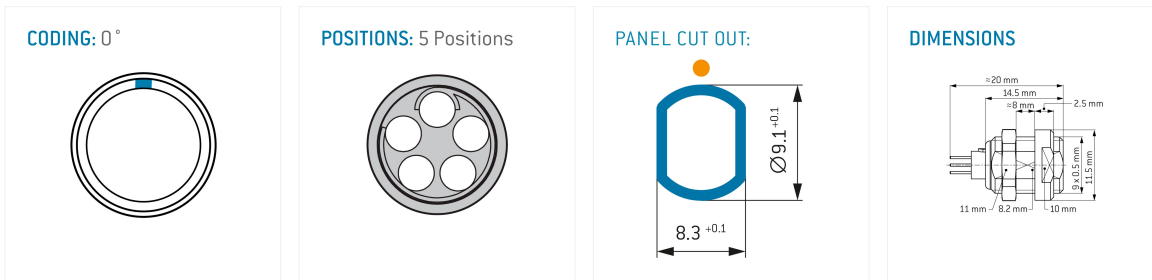 CODING: 0°
POSITIONS: 5 Positions
PANEL CUT OUT:
Ø9.1 +0.1
8.3 +0.1
DIMENSIONS
≈20 mm
14.5 mm
≈8 mm
2.5 mm
9 x 0.5 mm
11.5 mm
11 mm
8.2 mm
10 mm